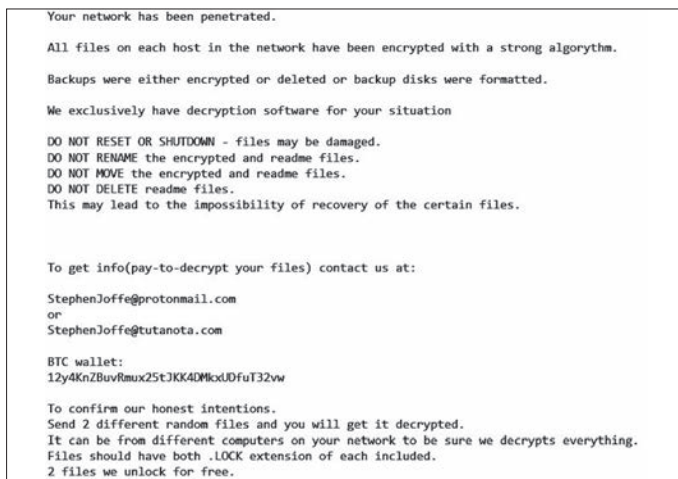 Your network has been penetrated.
All files on each host in the network have been encrypted with a strong algorythm.
Backups were either encrypted or deleted or backup disks were formatted.
We exclusively have decryption software for your situation
DO NOT RESET OR SHUTDOWN - files may be damaged.
DO NOT RENAME the encrypted and readme files.
DO NOT MOVE the encrypted and readme files.
DO NOT DELETE readme files.
This may lead to the impossibility of recovery of the certain files.
To get info(pay-to-decrypt your files) contact us at:
StephenJoffe@protonmail.com
or
StephenJoffe@tutanota.com
BTC wallet:
12y4KnZBuvRmux25tJKK4DMkxUDfuT32vw
To confirm our honest intentions.
Send 2 different random files and you will get it decrypted.
It can be from different computers on your network to be sure we decrypts everything.
Files should have both .LOCK extension of each included.
2 files we unlock for free.